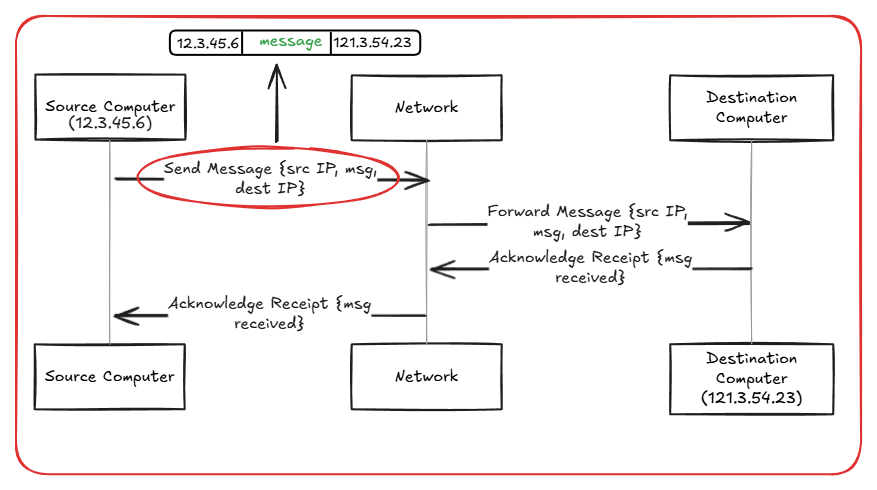 12.3.45.6 message 121.3.54.23
Source Computer
(12.3.45.6)
Network
Destination
Computer
Send Message {src IP, msg,
dest IP}
Forward Message {src IP,
msg, dest IP}
Acknowledge Receipt {msg
received}
Acknowledge Receipt {msg
received}
Source Computer
Network
Destination
Computer
(121.3.54.23)